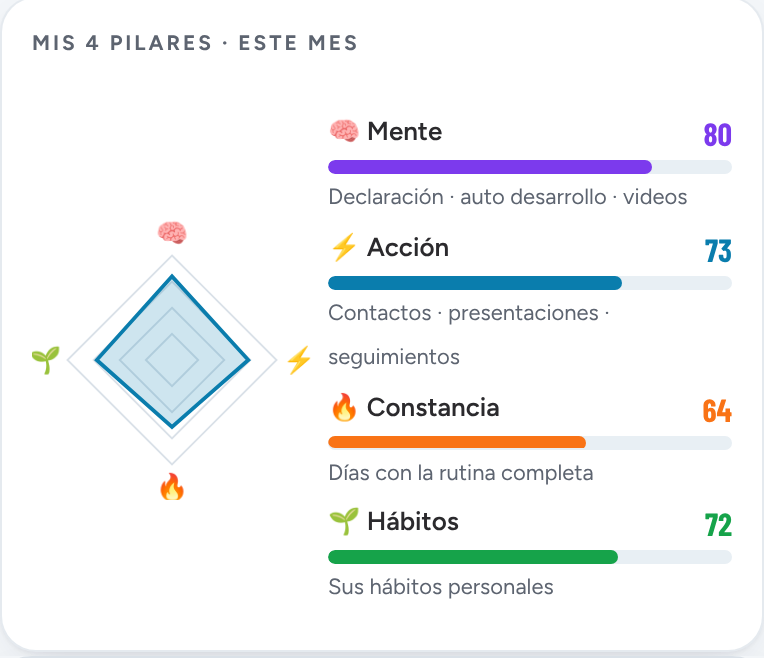 MIS 4 PILARES · ESTE MES
🧠 Mente 80
Declaración · auto desarrollo · videos
⚡ Acción 73
Contactos · presentaciones ·
seguimientos
🔥 Constancia 64
Días con la rutina completa
🌱 Hábitos 72
Sus hábitos personales